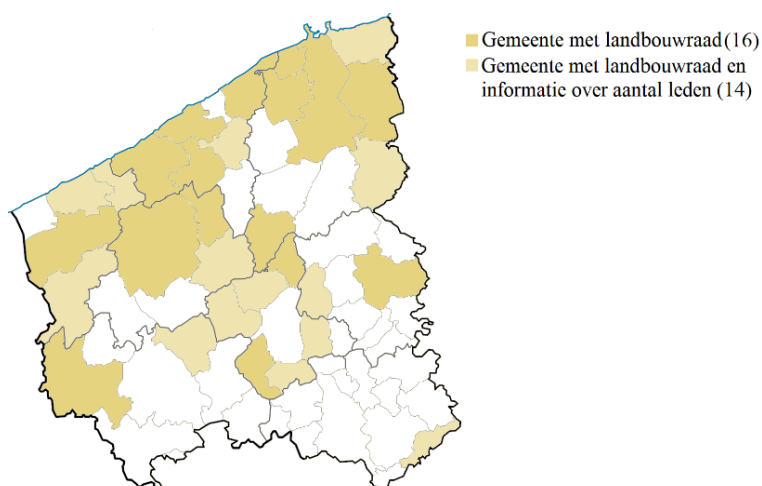 Gemeente met landbouwraad (16)
Gemeente met landbouwraad en
informatie over aantal leden (14)